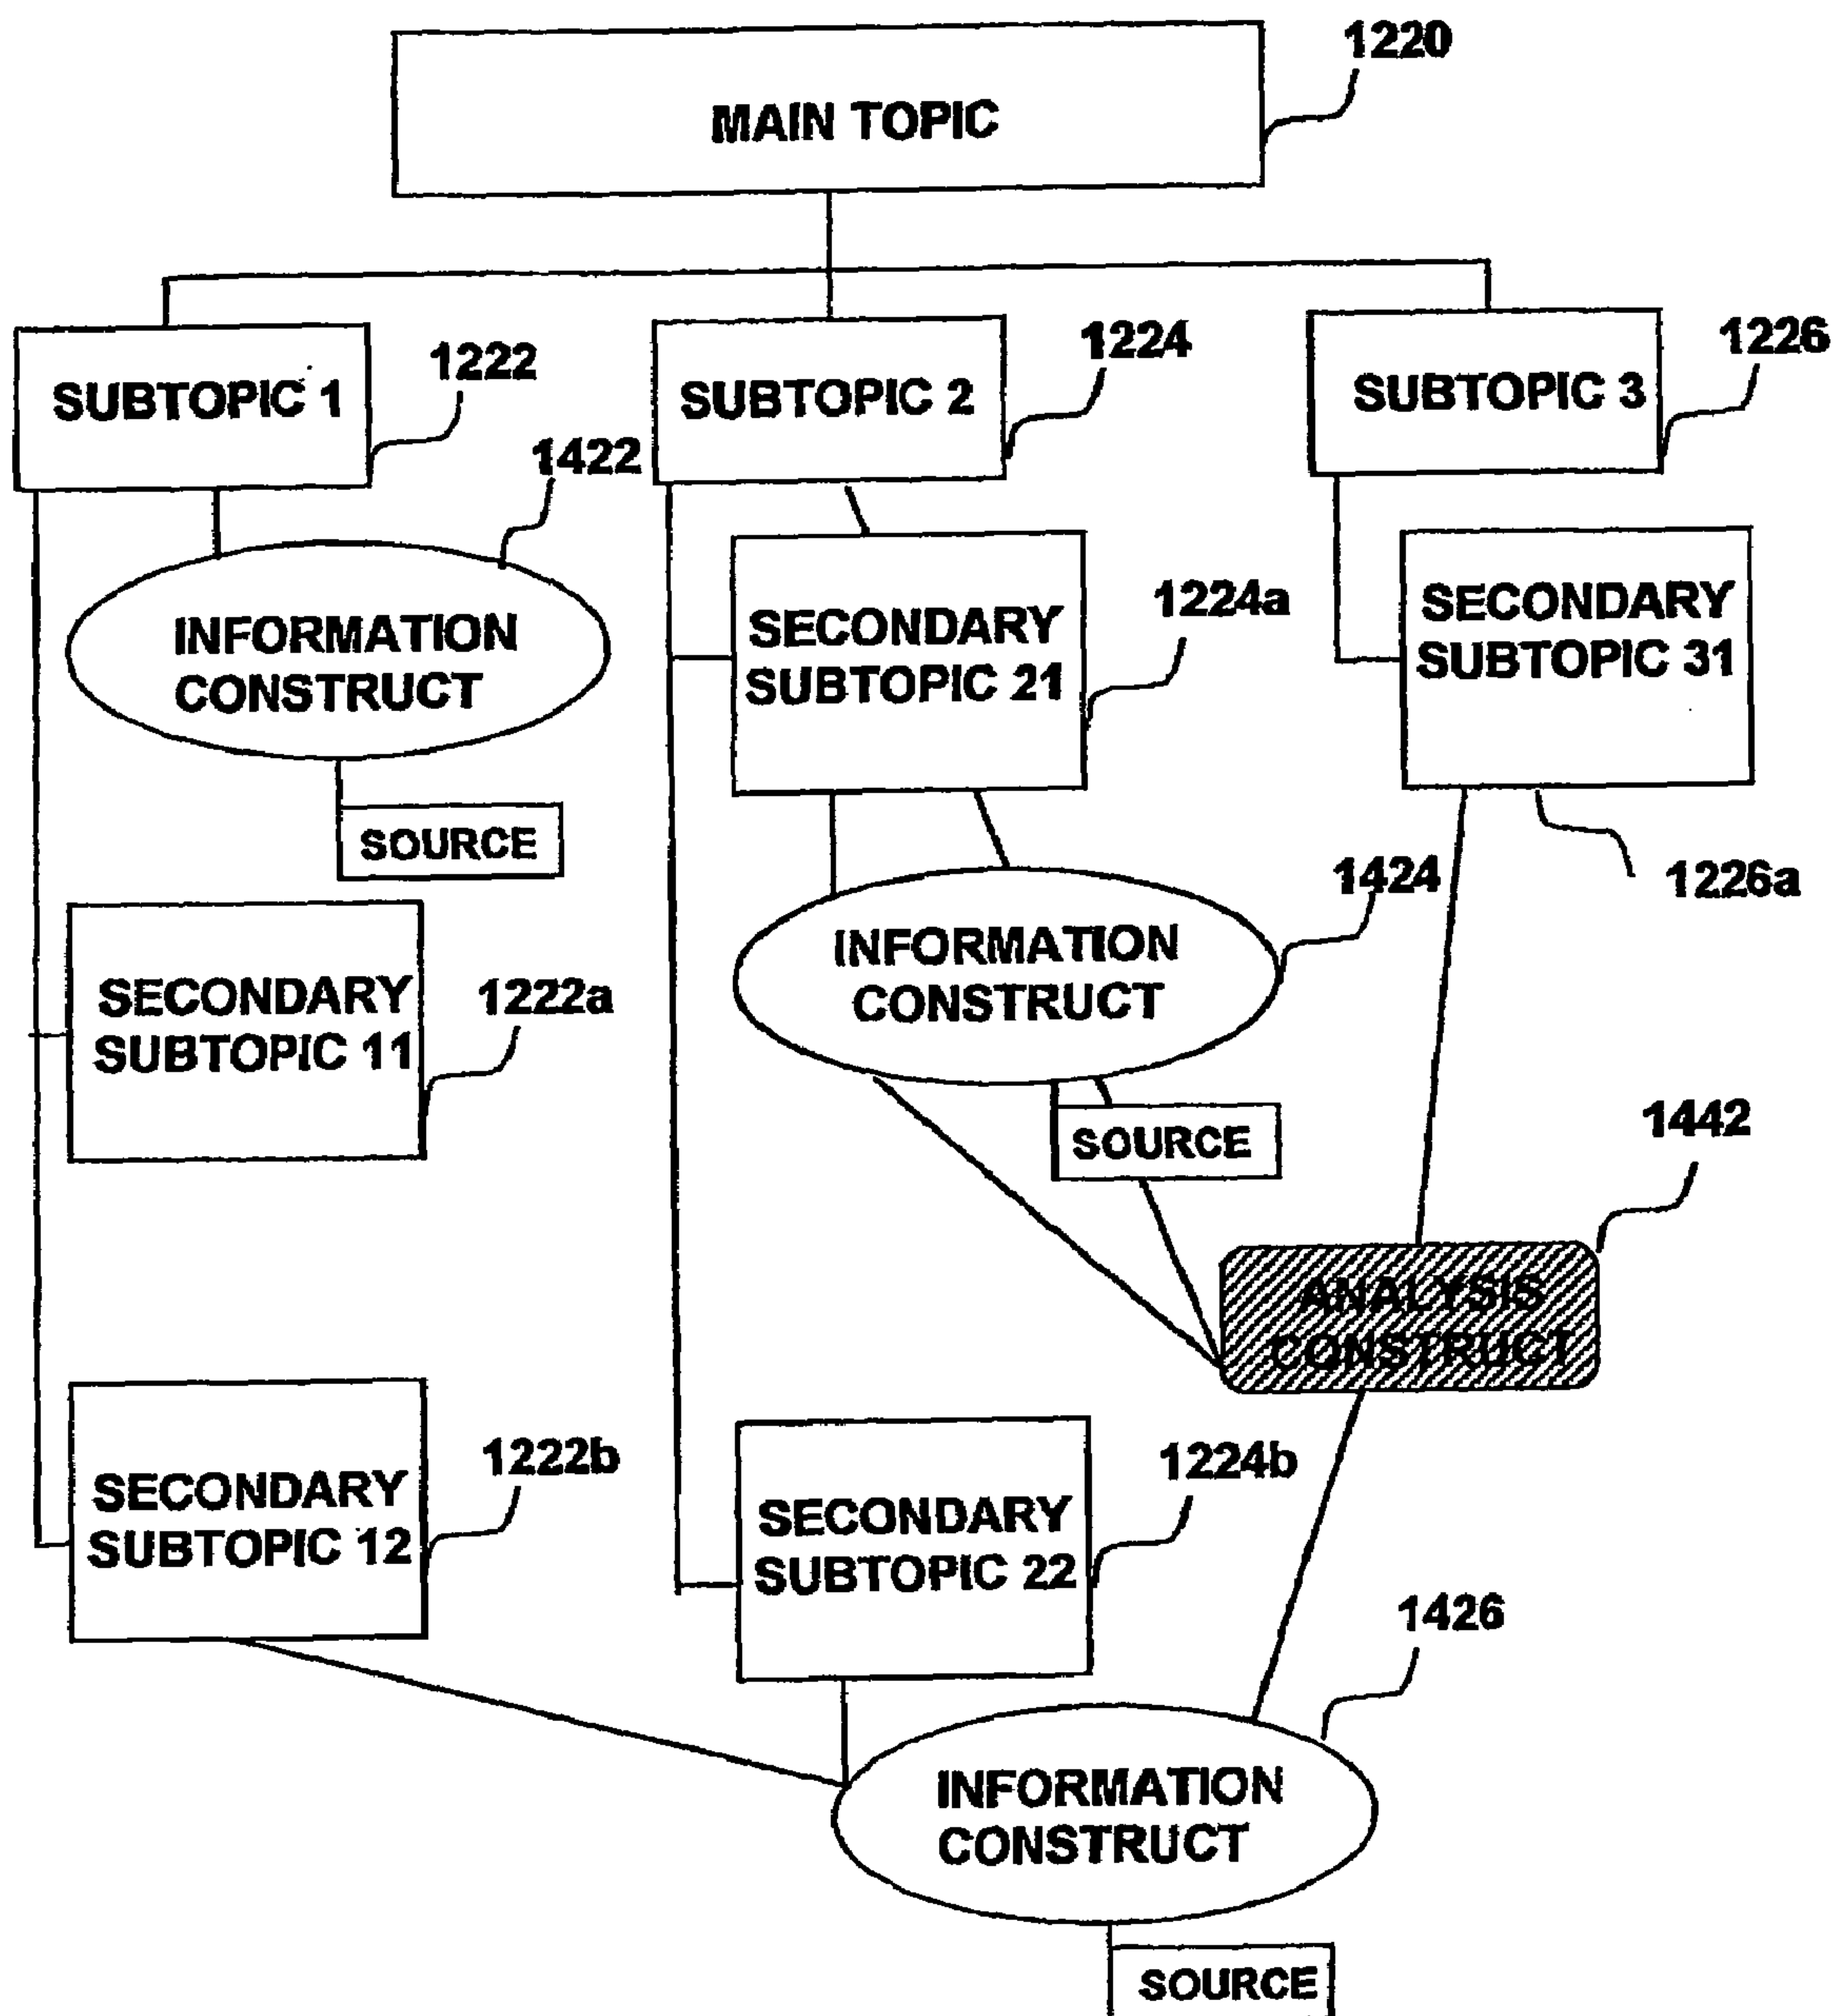 1220
MAIN TOPIC
SUBTOPIC 1
1222
SUBTOPIC 2
1224
SUBTOPIC 3
1226
1422
INFORMATION
CONSTRUCT
SOURCE
SECONDARY
SUBTOPIC 21
1224a
SECONDARY
SUBTOPIC 31
1226a
INFORMATION
CONSTRUCT
1424
SOURCE
SECONDARY
SUBTOPIC 11
1222a
1442
ANALYSIS
CONSTRUCT
SECONDARY
SUBTOPIC 12
1222b
SECONDARY
SUBTOPIC 22
1224b
1426
INFORMATION
CONSTRUCT
SOURCE